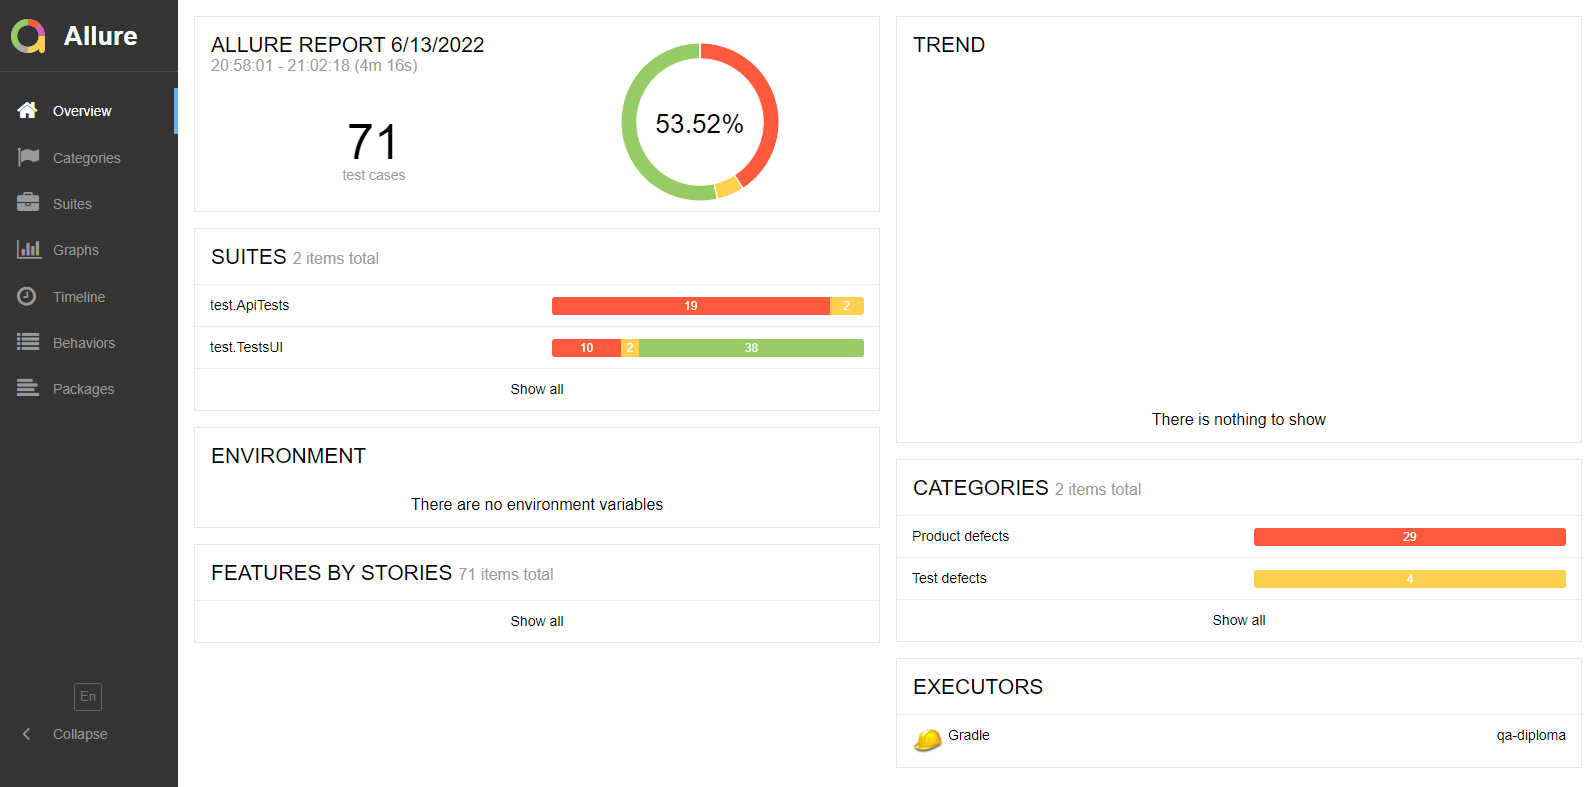 Allure
Overview
Categories
Suites
Graphs
Timeline
Behaviors
Packages
En
Collapse
ALLURE REPORT 6/13/2022
20:58:01 - 21:02:18 (4m 16s)
71
test cases
53.52%
SUITES 2 items total
test.ApiTests 19 2
test.TestsUI 10 2 38
Show all
ENVIRONMENT
There are no environment variables
FEATURES BY STORIES 71 items total
Show all
TREND
There is nothing to show
CATEGORIES 2 items total
Product defects 29
Test defects 4
Show all
EXECUTORS
Gradle qa-diploma